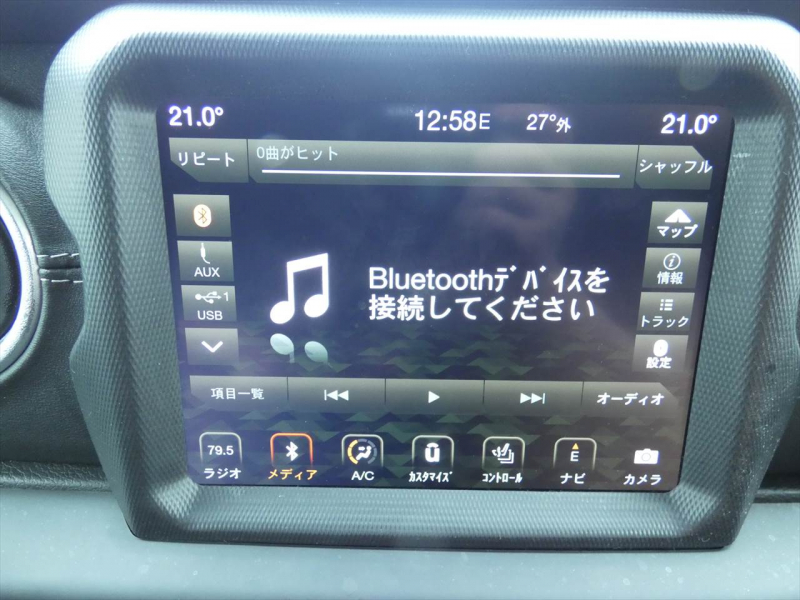 21.0° 12:58E 27°外 21.0°
リピート 0曲がヒット シャッフル
マップ
AUX
情報
1
USB
トラック
Bluetoothﾃﾞﾊﾞｲｽを
接続してください
設定
項目一覧 オーディオ
79.5 E
ラジオ メディア A/C ｶｽﾀﾏｲｽﾞ ｺﾝﾄﾛｰﾙ ナビ カメラ